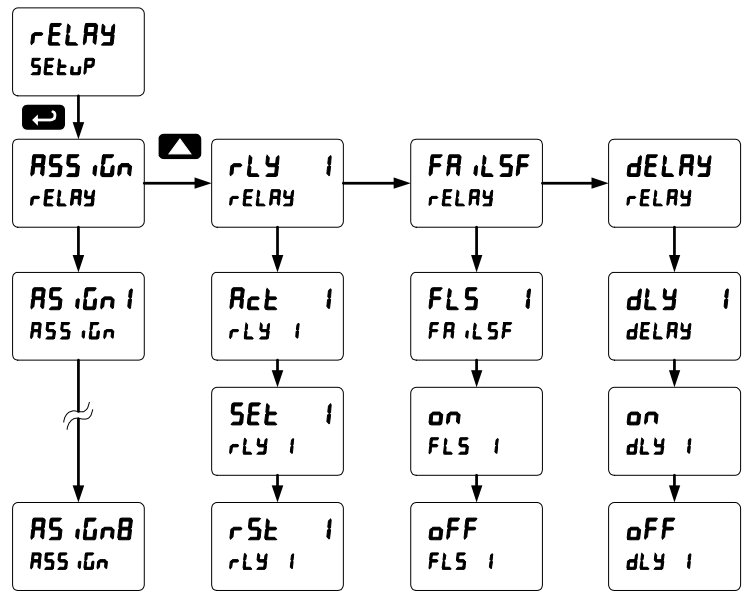 rELAY
SEtuP
ASSiGn
rELAY
rLY 1
rELAY
FAiLSF
rELAY
dELAY
rELAY
ASiGn1
ASSiGn
Act 1
rLY 1
FLS 1
FAiLSF
dLY 1
dELAY
SEt 1
rLY 1
on
FLS 1
on
dLY 1
ASiGn8
ASSiGn
rSt 1
rLY 1
oFF
FLS 1
oFF
dLY 1